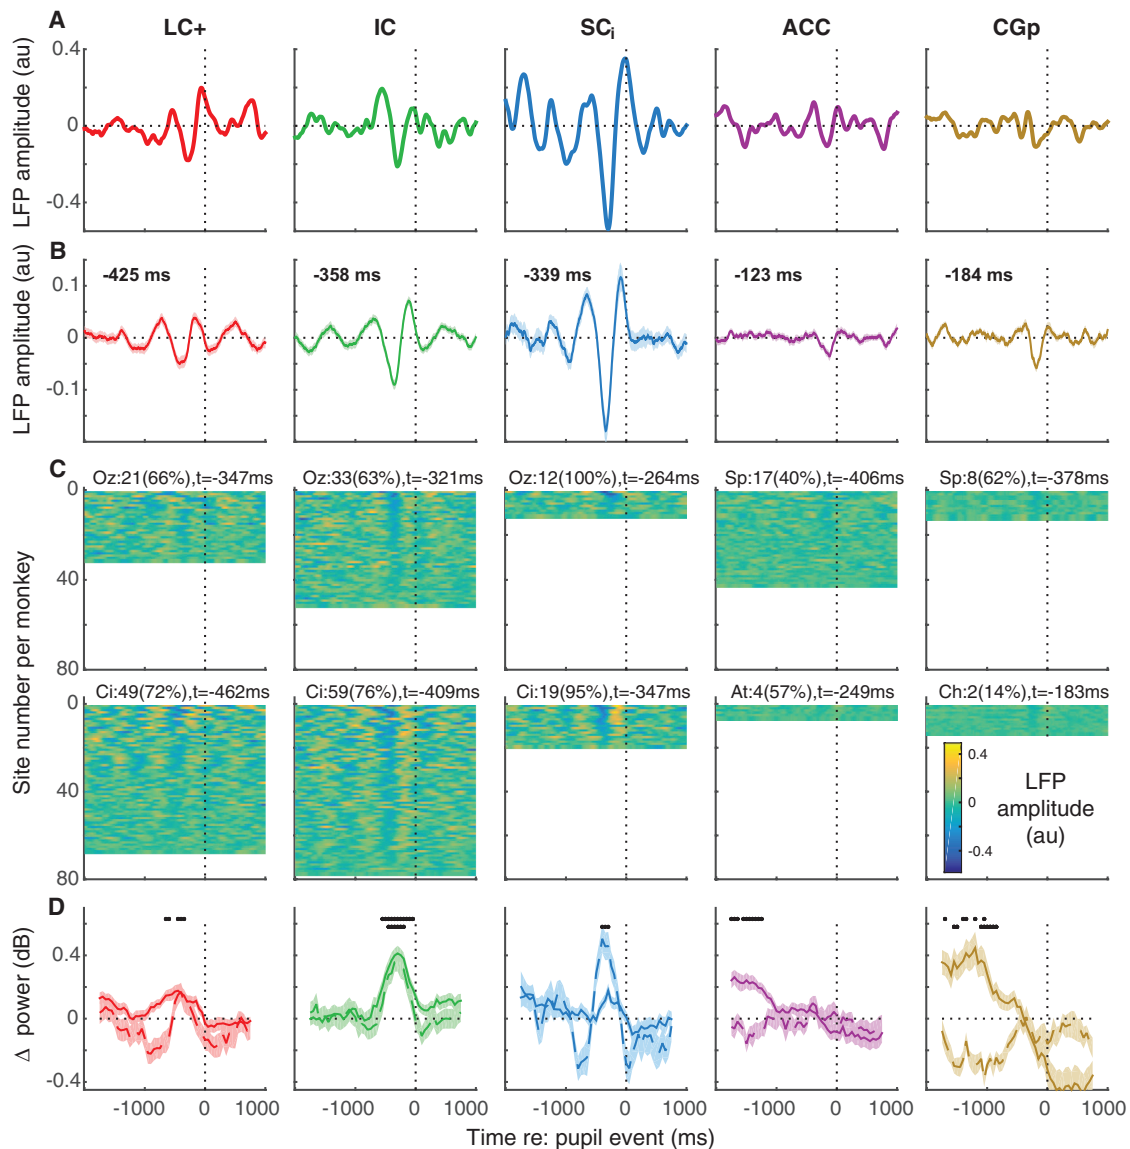 A
LC+
IC
SCi
ACC
CGp
LFP amplitude (au)
0.4
0
-0.4
B
LFP amplitude (au)
0.1
0
-0.1
-425 ms
-358 ms
-339 ms
-123 ms
-184 ms
C
Site number per monkey
Oz:21(66%),t=-347ms
Oz:33(63%),t=-321ms
Oz:12(100%),t=-264ms
Sp:17(40%),t=-406ms
Sp:8(62%),t=-378ms
0
40
80
Ci:49(72%),t=-462ms
Ci:59(76%),t=-409ms
Ci:19(95%),t=-347ms
At:4(57%),t=-249ms
Ch:2(14%),t=-183ms
0
40
80
0.4
0
-0.4
LFP
amplitude
(au)
D
Δ power (dB)
0.4
0
-0.4
-1000 0 1000
-1000 0 1000
-1000 0 1000
-1000 0 1000
-1000 0 1000
Time re: pupil event (ms)